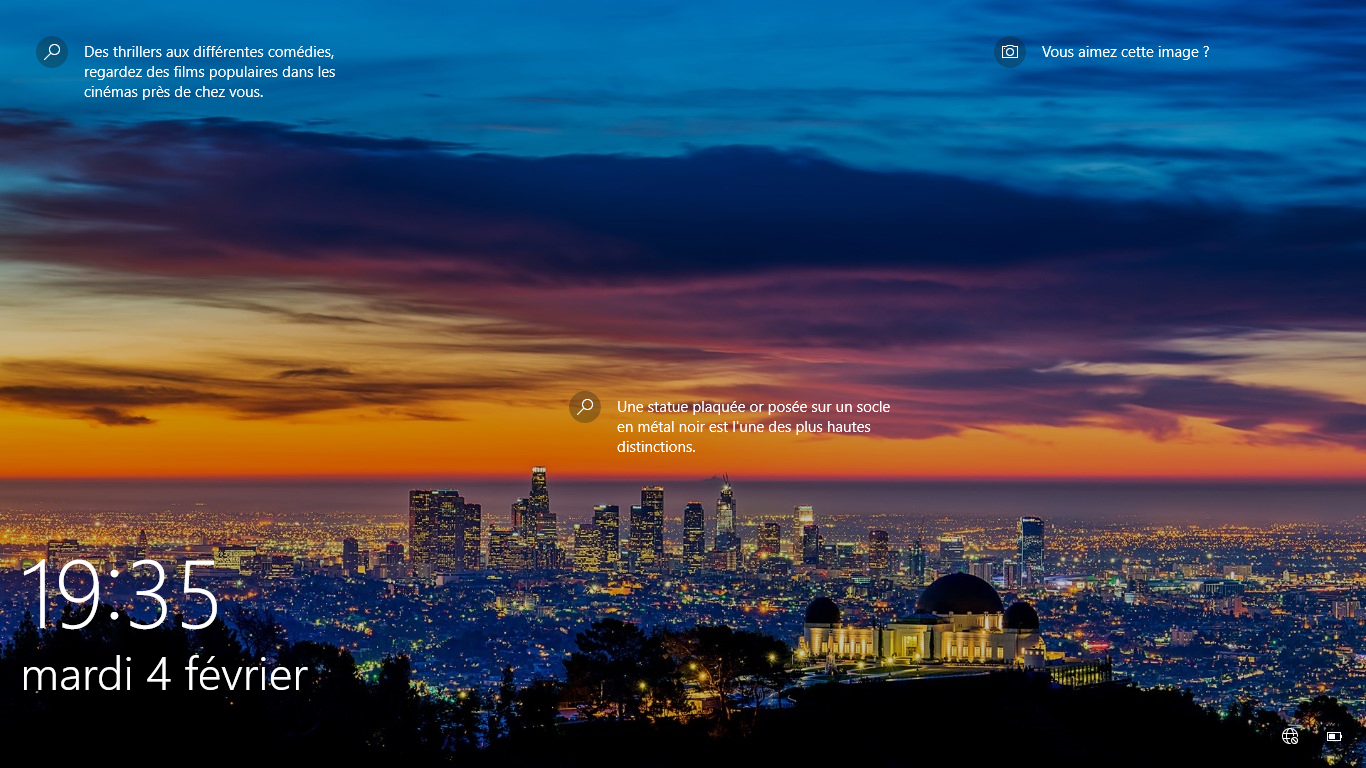 Des thrillers aux différentes comédies,
regardez des films populaires dans les
cinémas près de chez vous.
Vous aimez cette image ?
Une statue plaquée or posée sur un socle
en métal noir est l'une des plus hautes
distinctions.
19:35
mardi 4 février